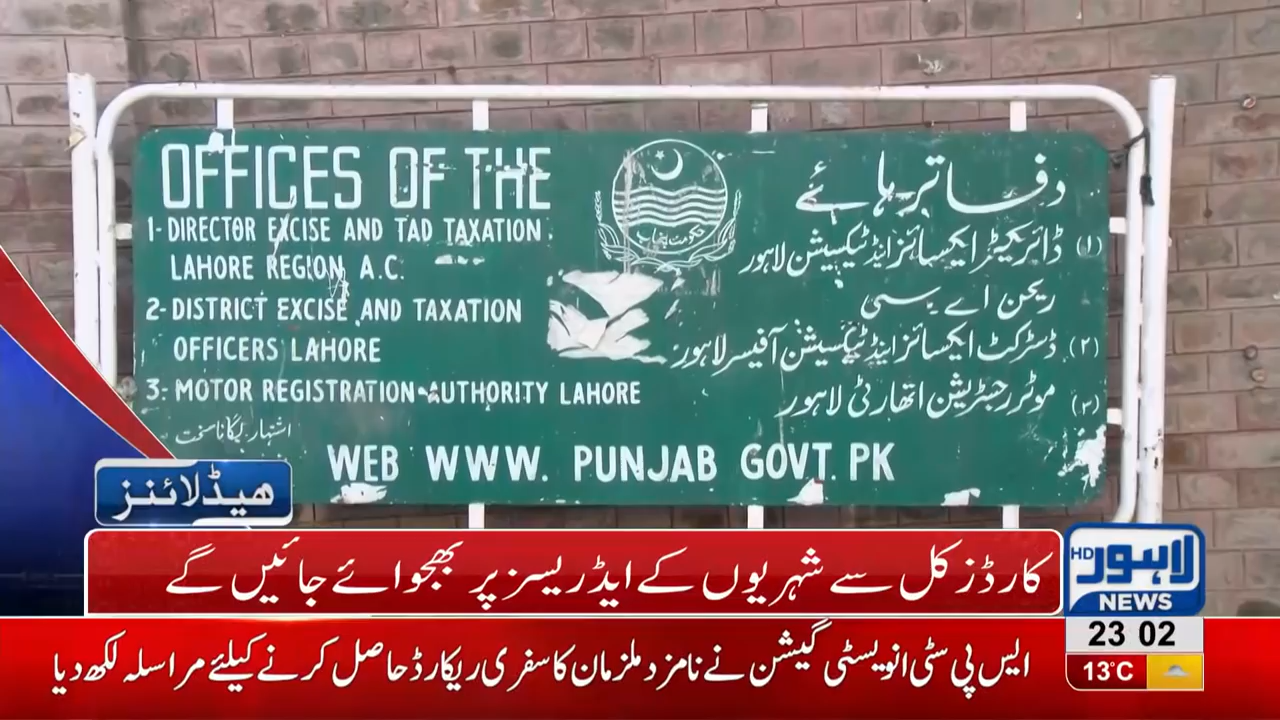 OFFICES OF THE
1- DIRECTOR EXCISE AND TAD TAXATION.
LAHORE REGION A.C.
2- DISTRICT EXCISE AND TAXATION
OFFICERS LAHORE
3- MOTOR REGISTRATION AUTHORITY LAHORE
حکومت پنجاب
دفاتر ہائے
(۱) ڈائریکٹر ایکسائز اینڈ ٹیکسیشن لاہور
ریجن اے سی
(۲) ڈسٹرکٹ ایکسائز اینڈ ٹیکسیشن آفیسر لاہور
(۳) موٹر رجسٹریشن اتھارٹی لاہور
اشتہار لگانا سخت
WEB WWW. PUNJAB GOVT. PK
ھیڈلائنز
کارڈز کل سے شہریوں کے ایڈریسز پر بھجوائے جائیں گے
لاہور HD
NEWS
23 02
13°C
ایس پی سٹی انویسٹی گیشن نے نامزد ملزمان کا سفری ریکارڈ حاصل کرنے کیلئے مراسلہ لکھ دیا